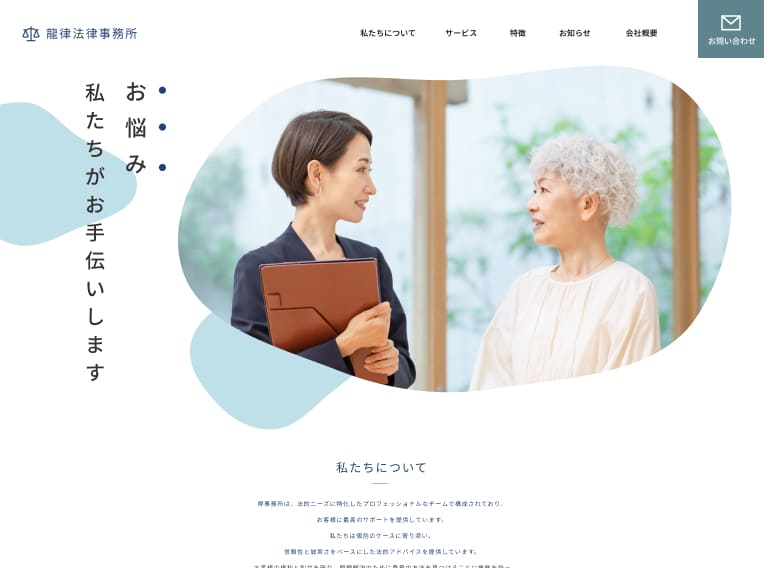 龍律法律事務所
私たちについて
サービス
特徴
お知らせ
会社概要
お問い合わせ
お悩み
私たちがお手伝いします
私たちについて
弊事務所は、法的ニーズに特化したプロフェッショナルなチームで構成されており、
お客様に最高のサポートを提供しています。
私たちは個別のケースに寄り添い、
信頼性と誠実さをベースにした法的アドバイスを提供しています。